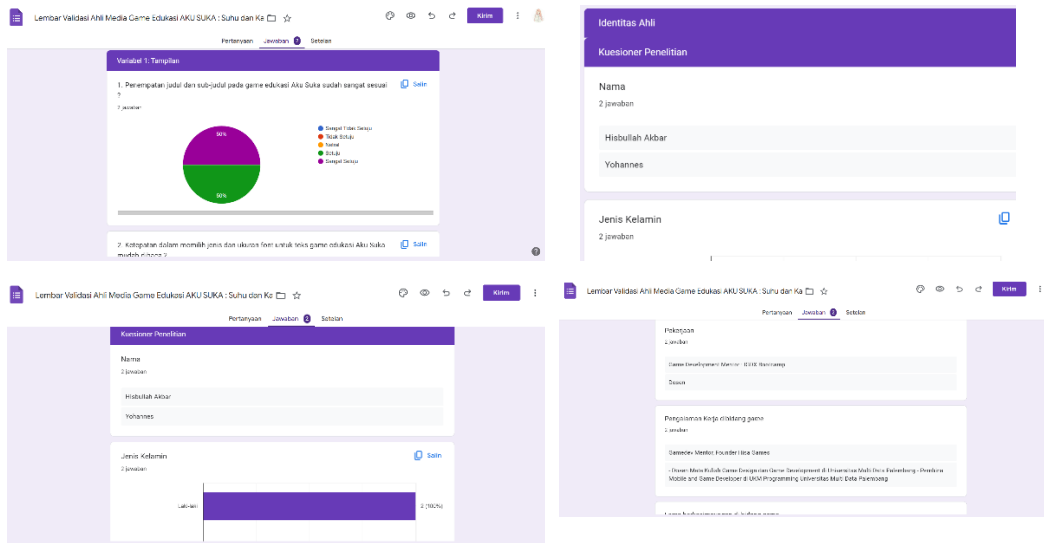 Lembar Validasi Ahli Media Game Edukasi AKU SUKA : Suhu dan Ka
Kirim
Pertanyaan Jawaban 2 Setelan
Variabel 1: Tampilan
1. Penempatan judul dan sub-judul pada game edukasi Aku Suka sudah sangat sesuai
?
Salin
2 jawaban
50%
50%
Sangat Tidak Setuju
Tidak Setuju
Netral
Setuju
Sangat Setuju
2. Ketepatan dalam memilih jenis dan ukuran font untuk teks game edukasi Aku Suka
mudah dibaca ?
Salin
Identitas Ahli
Kuesioner Penelitian
Nama
2 jawaban
Hisbullah Akbar
Yohannes
Jenis Kelamin
2 jawaban
Lembar Validasi Ahli Media Game Edukasi AKU SUKA : Suhu dan Ka
Kirim
Pertanyaan Jawaban 2 Setelan
Kuesioner Penelitian
Nama
2 jawaban
Hisbullah Akbar
Yohannes
Jenis Kelamin
Salin
2 jawaban
Laki-laki
2 (100%)
Lembar Validasi Ahli Media Game Edukasi AKU SUKA : Suhu dan Ka
Kirim
Pertanyaan Jawaban 2 Setelan
Pekerjaan
2 jawaban
Game Development Mentor Bootcamp
Dosen
Pengalaman Kerja dibidang game
2 jawaban
Gamedev Mentor, Founder Games
- Dosen Mata Kuliah Game Design dan Game Development di Universitas Multi Data Palembang - Pembina
Mobile and Game Developer di UKM Programming Universitas Multi Data Palembang